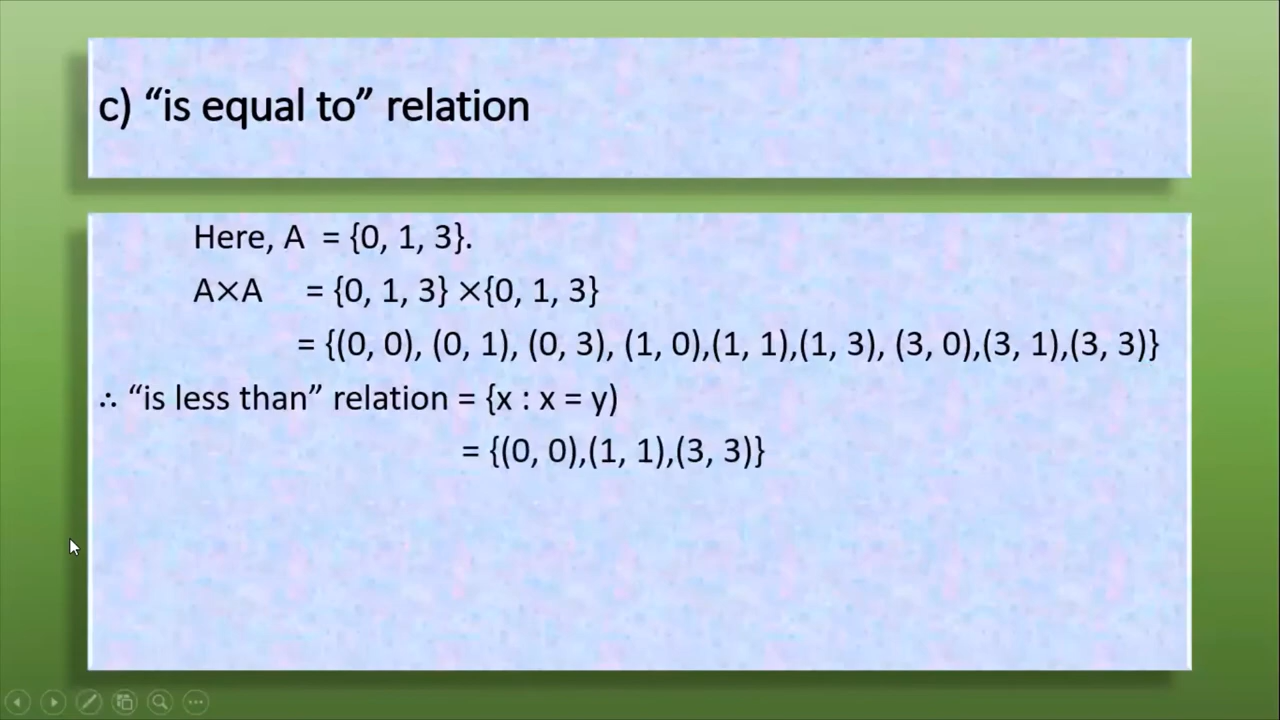 c) “is equal to” relation
Here, A = {0, 1, 3}.
A×A = {0, 1, 3} ×{0, 1, 3}
= {(0, 0), (0, 1), (0, 3), (1, 0),(1, 1),(1, 3), (3, 0),(3, 1),(3, 3)}
∴ “is less than” relation = {x : x = y)
= {(0, 0),(1, 1),(3, 3)}